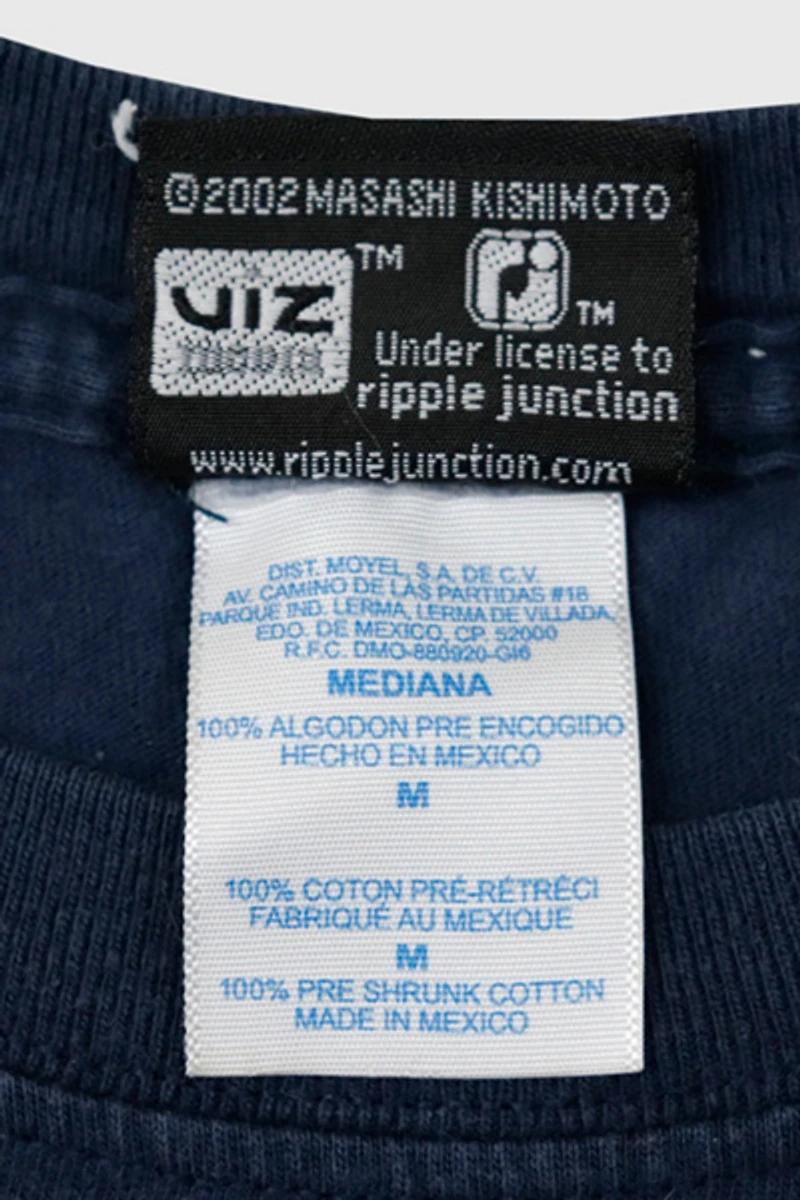 ©2002 MASASHI KISHIMOTO
viz TM
media
TM
Under license to
ripple junction
www.ripplejunction.com
DIST. MOYEL, S.A. DE C.V.
AV. CAMINO DE LAS PARTIDAS #18
PARQUE IND. LERMA, LERMA DE VILLADA,
EDO. DE MEXICO, CP. 52000
R.F.C. DMO-880920-GI6
MEDIANA
100% ALGODON PRE ENCOGIDO
HECHO EN MEXICO
M
100% COTON PRÉ-RÉTRÉCI
FABRIQUÉ AU MEXIQUE
M
100% PRE SHRUNK COTTON
MADE IN MEXICO